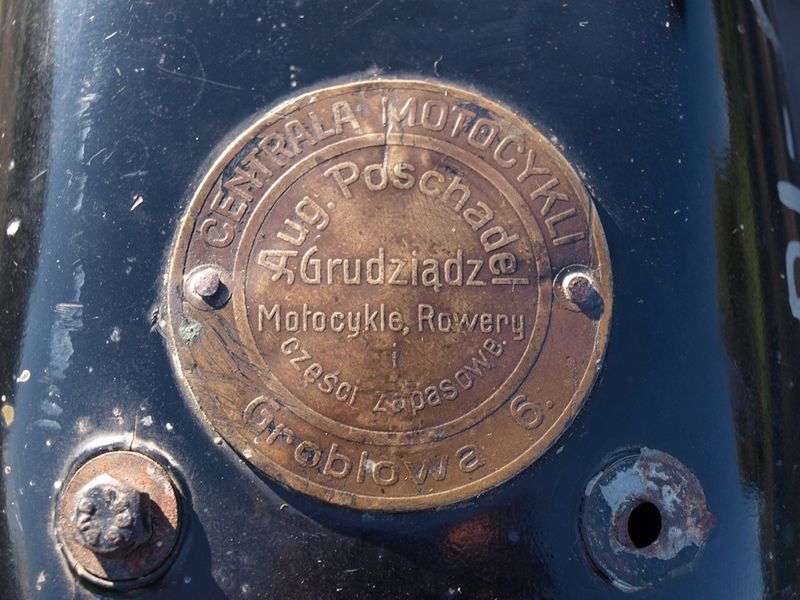 CENTRALA MOTOCYKLI
Aug. Poschadel
Grudziądz
Motocykle, Rowery
i
części zapasowe.
Groblowa 6.